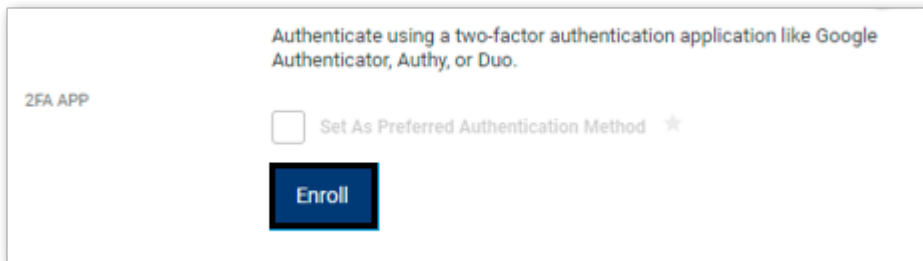 Authenticate using a two-factor authentication application like Google
Authenticator, Authy, or Duo.
2FA APP
Set As Preferred Authentication Method
Enroll